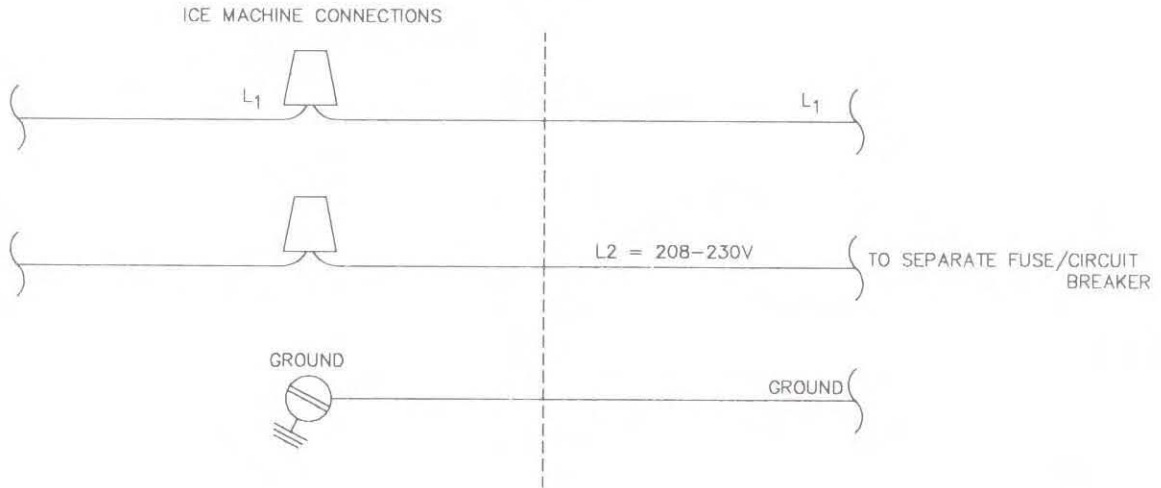 ICE MACHINE CONNECTIONS
L1
L1
L2 = 208-230V
TO SEPARATE FUSE/CIRCUIT
BREAKER
GROUND
GROUND